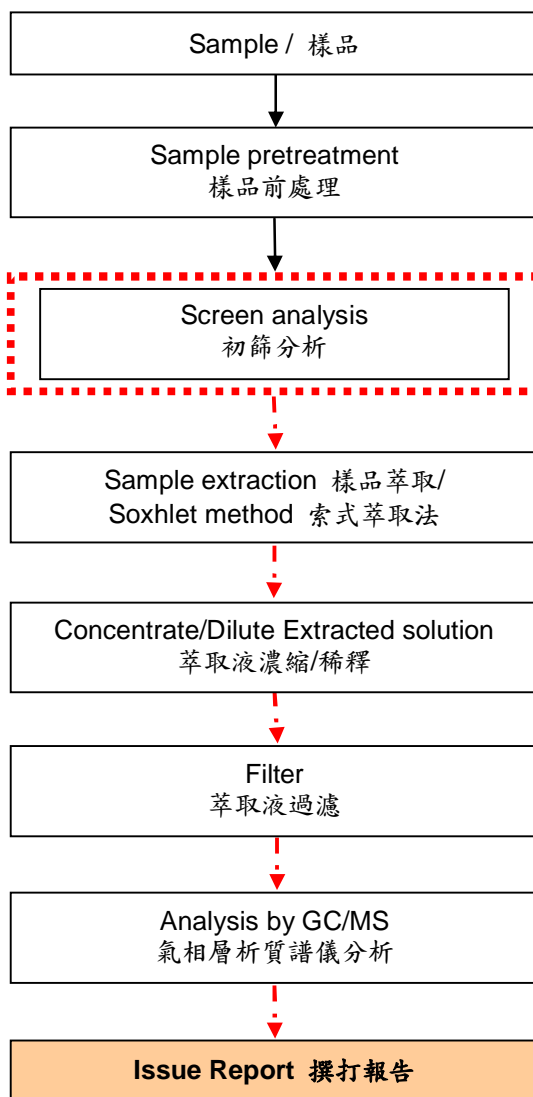 Sample / 樣品
Sample pretreatment
樣品前處理
Screen analysis
初篩分析
Sample extraction 樣品萃取/
Soxhlet method 索式萃取法
Concentrate/Dilute Extracted solution
萃取液濃縮/稀釋
Filter
萃取液過濾
Analysis by GC/MS
氣相層析質譜儀分析
Issue Report 撰打報告